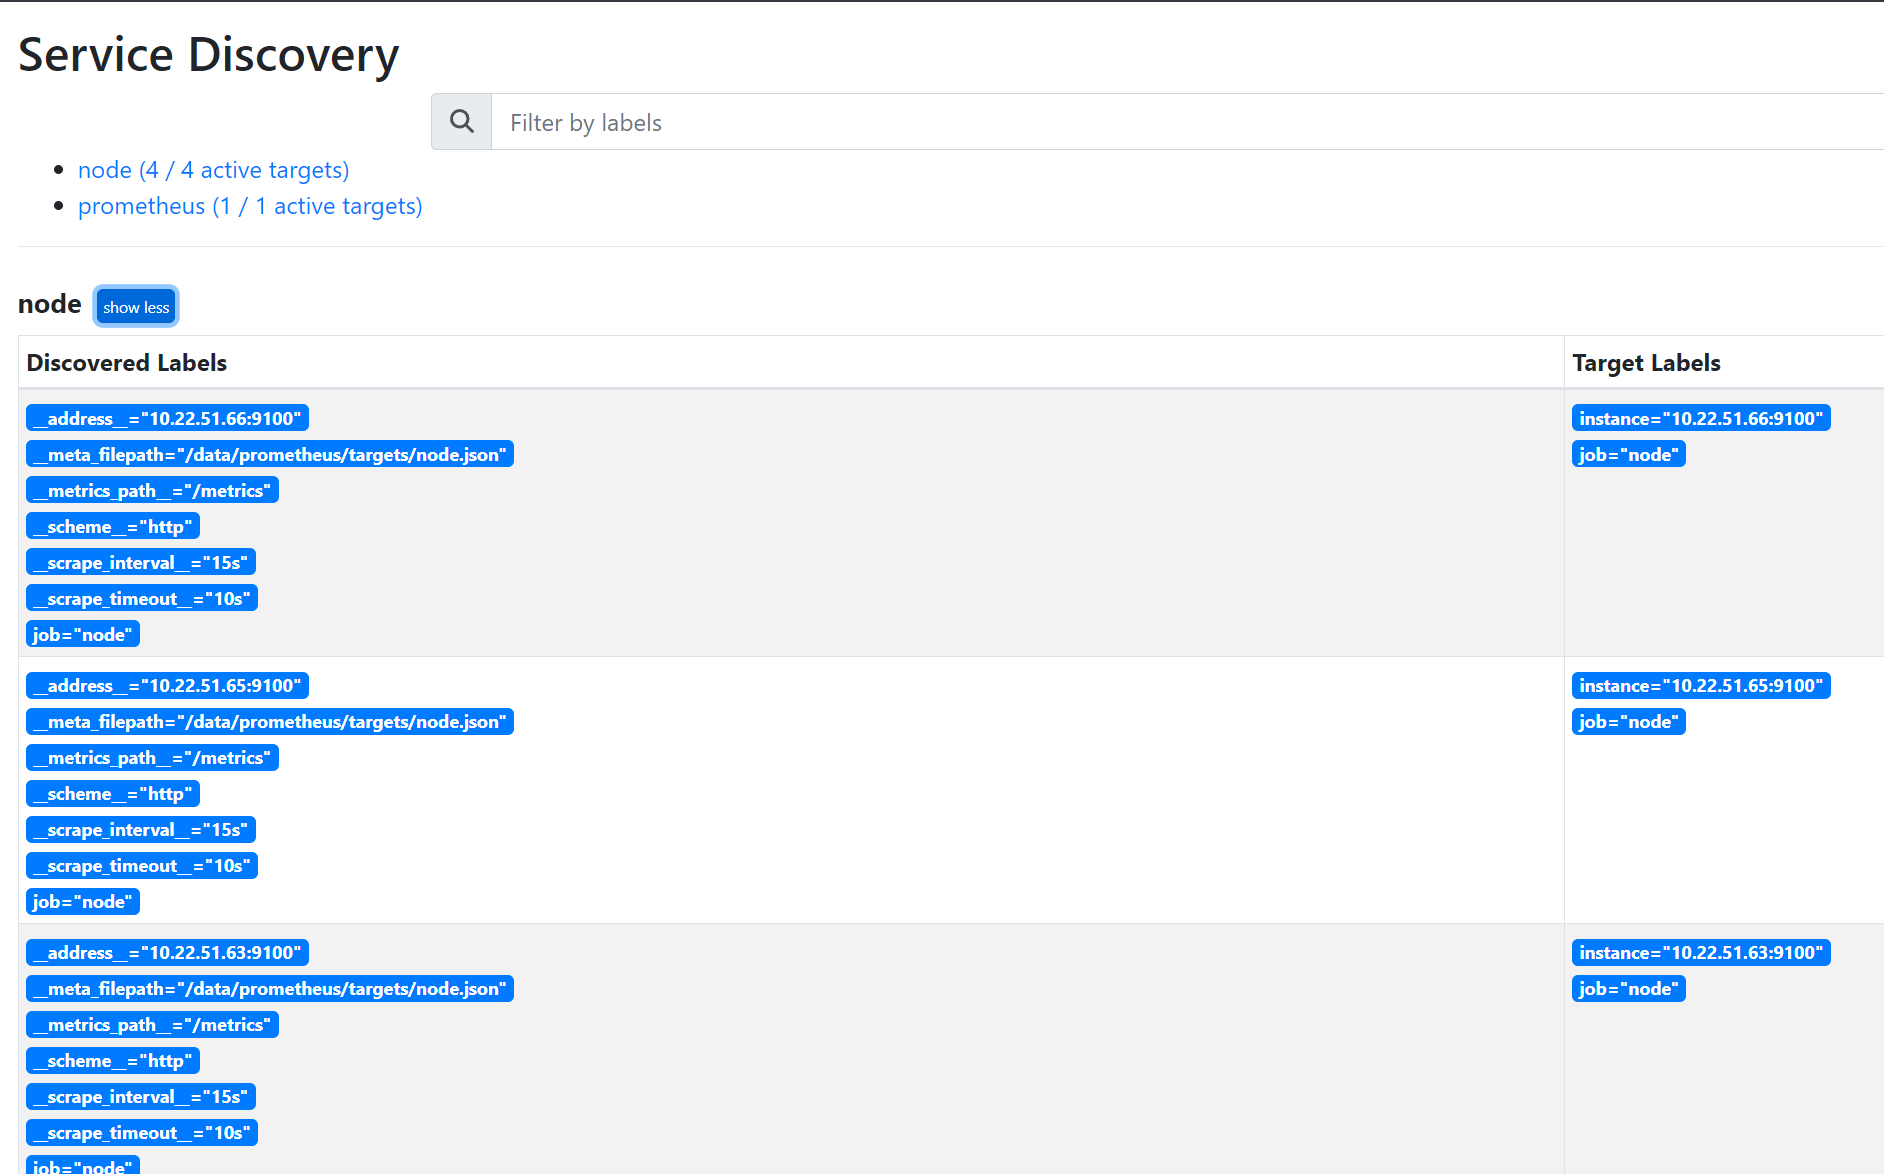 Service Discovery
Filter by labels
node (4 / 4 active targets)
prometheus (1 / 1 active targets)
node show less
Discovered Labels Target Labels
__address__="10.22.51.66:9100" instance="10.22.51.66:9100"
__meta_filepath="/data/prometheus/targets/node.json" job="node"
__metrics_path__="/metrics"
__scheme__="http"
__scrape_interval__="15s"
__scrape_timeout__="10s"
job="node"
__address__="10.22.51.65:9100" instance="10.22.51.65:9100"
__meta_filepath="/data/prometheus/targets/node.json" job="node"
__metrics_path__="/metrics"
__scheme__="http"
__scrape_interval__="15s"
__scrape_timeout__="10s"
job="node"
__address__="10.22.51.63:9100" instance="10.22.51.63:9100"
__meta_filepath="/data/prometheus/targets/node.json" job="node"
__metrics_path__="/metrics"
__scheme__="http"
__scrape_interval__="15s"
__scrape_timeout__="10s"
job="node"